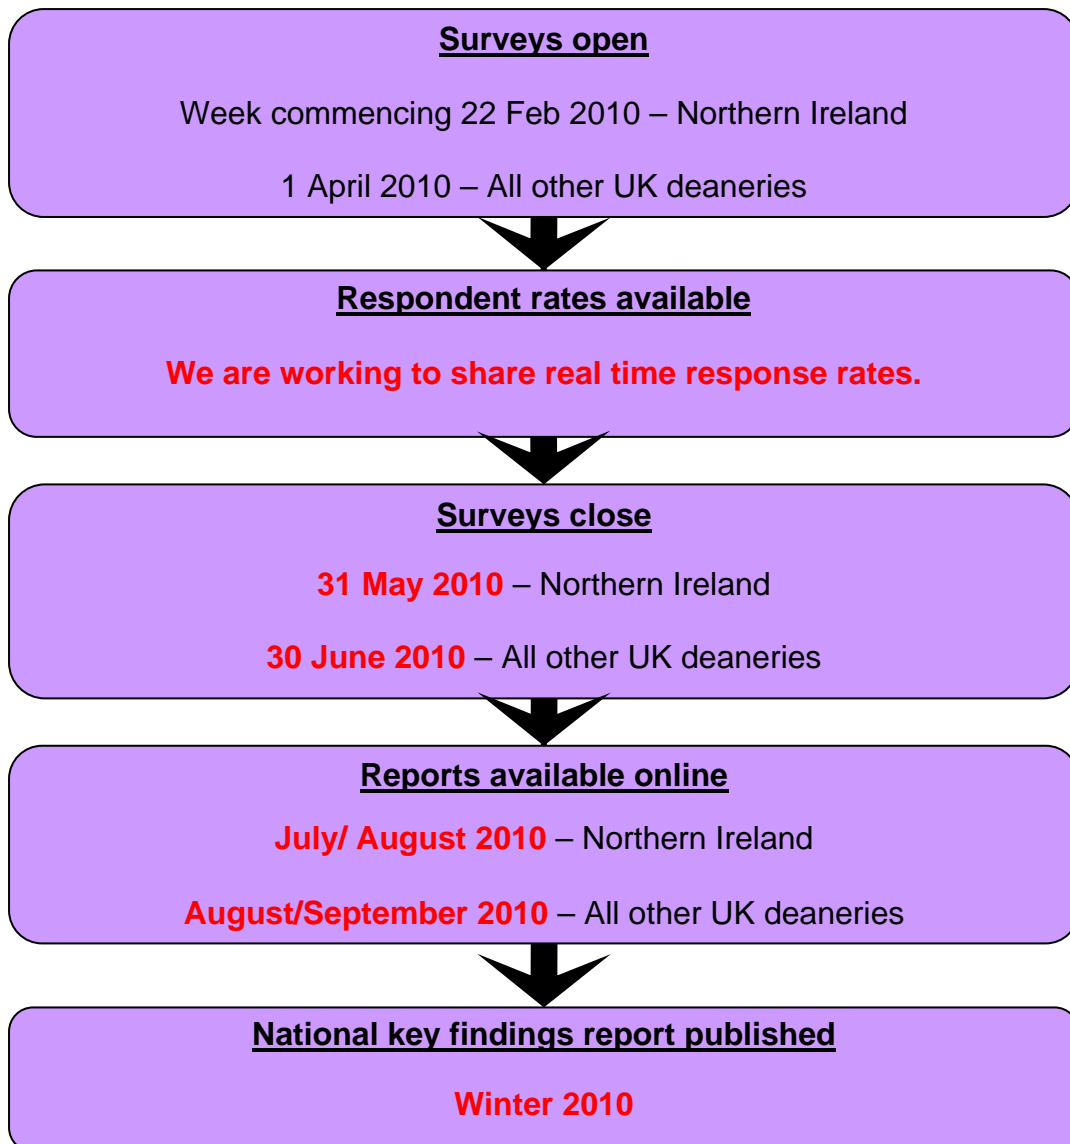 Surveys open
Week commencing 22 Feb 2010 – Northern Ireland
1 April 2010 – All other UK deaneries
Respondent rates available
We are working to share real time response rates.
Surveys close
31 May 2010 – Northern Ireland
30 June 2010 – All other UK deaneries
Reports available online
July/ August 2010 – Northern Ireland
August/September 2010 – All other UK deaneries
National key findings report published
Winter 2010